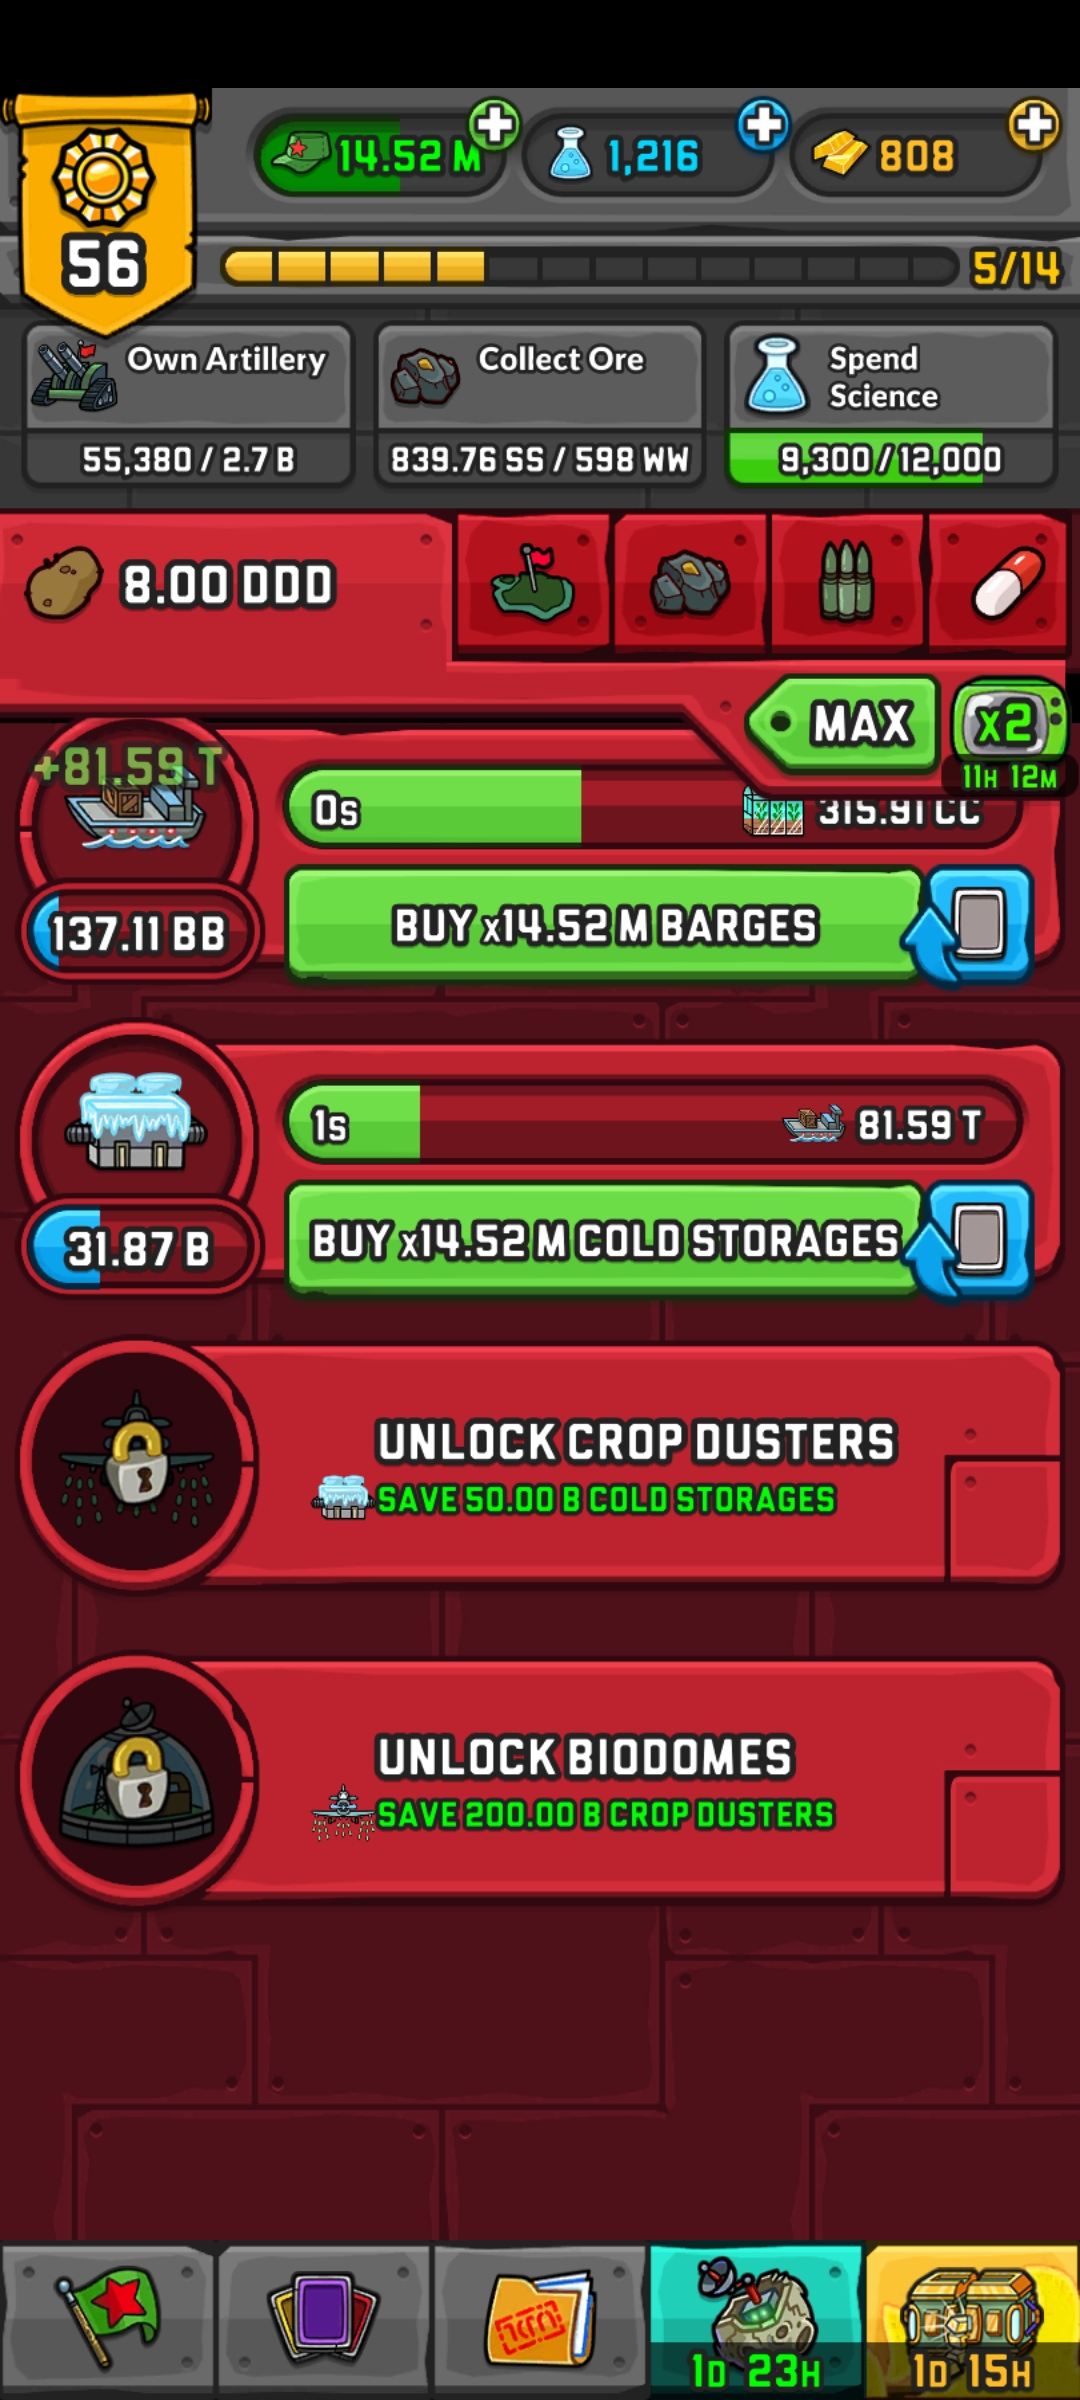 14.52 M
1,216
808
56
5/14
Own Artillery
55,380 / 2.7 B
Collect Ore
839.76 SS / 598 WW
Spend
Science
9,300 / 12,000
8.00 DDD
MAX
x2
11H 12M
+81.59 T
0s
315.91 CC
137.11 BB
BUY x14.52 M BARGES
1s
81.59 T
31.87 B
BUY x14.52 M COLD STORAGES
UNLOCK CROP DUSTERS
SAVE 50.00 B COLD STORAGES
UNLOCK BIODOMES
SAVE 200.00 B CROP DUSTERS
1D 23H
1D 15H